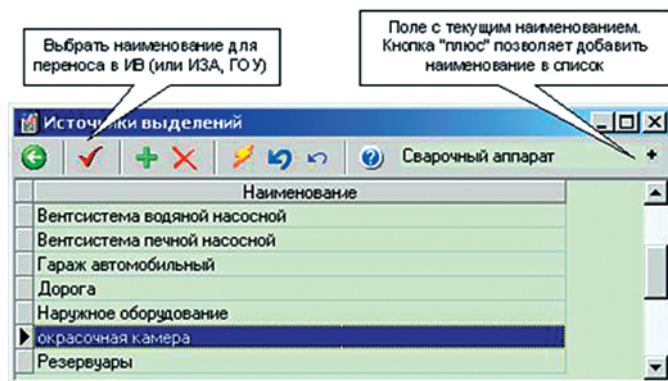 Выбрать наименование для
переноса в ИВ (или ИЗА, ГОУ)
Поле с текущим наименованием.
Кнопка "плюс" позволяет добавить
наименование в список
Источники выделений
Сварочный аппарат
Наименование
Вентсистема водяной насосной
Вентсистема печной насосной
Гараж автомобильный
Дорога
Наружное оборудование
окрасочная камера
Резервуары